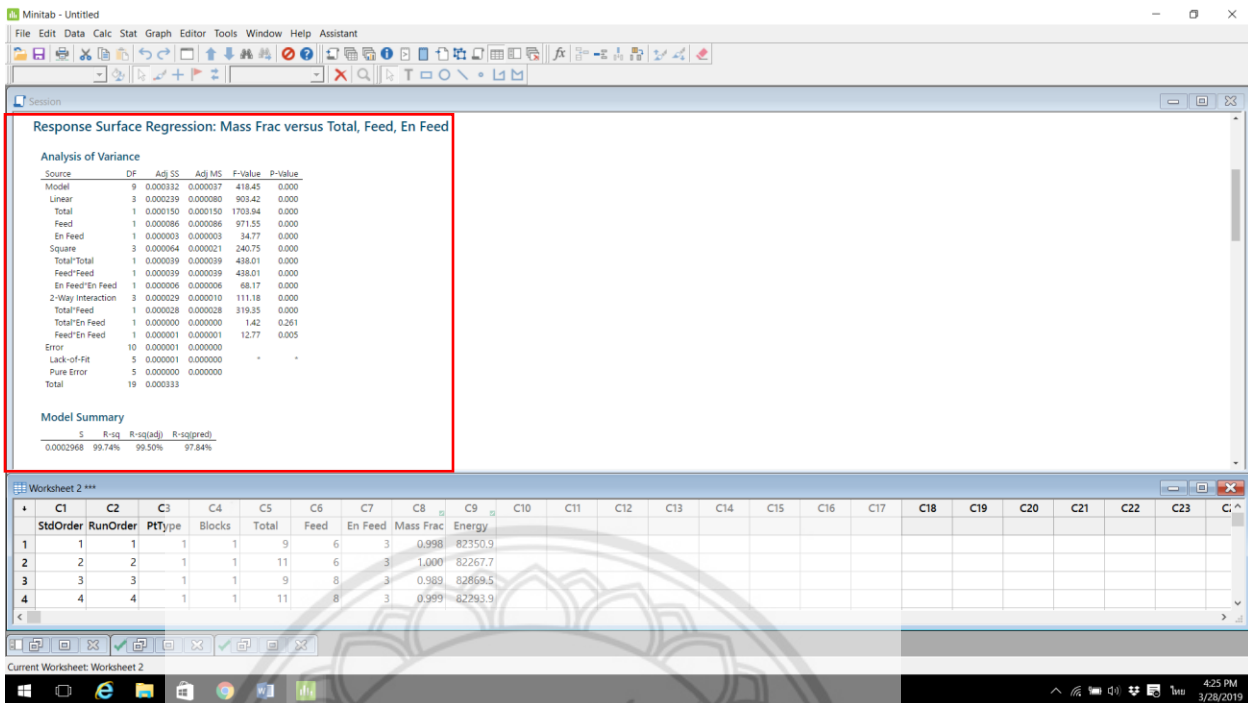 Minitab - Untitled
File Edit Data Calc Stat Graph Editor Tools Window Help Assistant
Session
Response Surface Regression: Mass Frac versus Total, Feed, En Feed
Analysis of Variance
Source DF Adj SS Adj MS F-Value P-Value
Model 9 0.000332 0.000037 418.45 0.000
Linear 3 0.000239 0.000080 903.42 0.000
Total 1 0.000150 0.000150 1703.94 0.000
Feed 1 0.000086 0.000086 971.55 0.000
En Feed 1 0.000003 0.000003 34.77 0.000
Square 3 0.000064 0.000021 240.75 0.000
Total*Total 1 0.000039 0.000039 438.01 0.000
Feed*Feed 1 0.000039 0.000039 438.01 0.000
En Feed*En Feed 1 0.000006 0.000006 68.17 0.000
2-Way Interaction 3 0.000029 0.000010 111.18 0.000
Total*Feed 1 0.000028 0.000028 319.35 0.000
Total*En Feed 1 0.000000 0.000000 1.42 0.261
Feed*En Feed 1 0.000001 0.000001 12.77 0.005
Error 10 0.000001 0.000000
Lack-of-Fit 5 0.000001 0.000000 * *
Pure Error 5 0.000000 0.000000
Total 19 0.000333
Model Summary
S R-sq R-sq(adj) R-sq(pred)
0.0002968 99.74% 99.50% 97.84%
Worksheet 2 ***
C1 C2 C3 C4 C5 C6 C7 C8 C9 C10 C11 C12 C13 C14 C15 C16 C17 C18 C19 C20 C21 C22 C23
StdOrder RunOrder PtType Blocks Total Feed En Feed Mass Frac Energy
1 1 1 1 1 9 6 3 0.998 82350.9
2 2 2 1 1 11 6 3 1.000 82267.7
3 3 3 1 1 9 8 3 0.989 82869.5
4 4 4 1 1 11 8 3 0.999 82293.9
Current Worksheet: Worksheet 2
ไทย
4:25 PM
3/28/2019